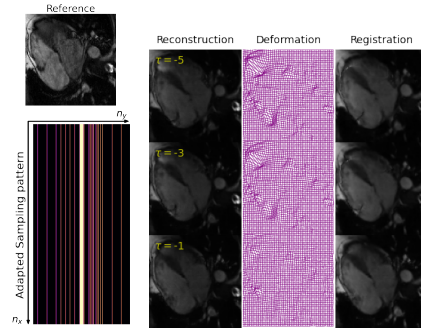 Reference
Reconstruction Deformation Registration
n_y
τ = -5
Adapted Sampling pattern
τ = -3
τ = -1
n_x